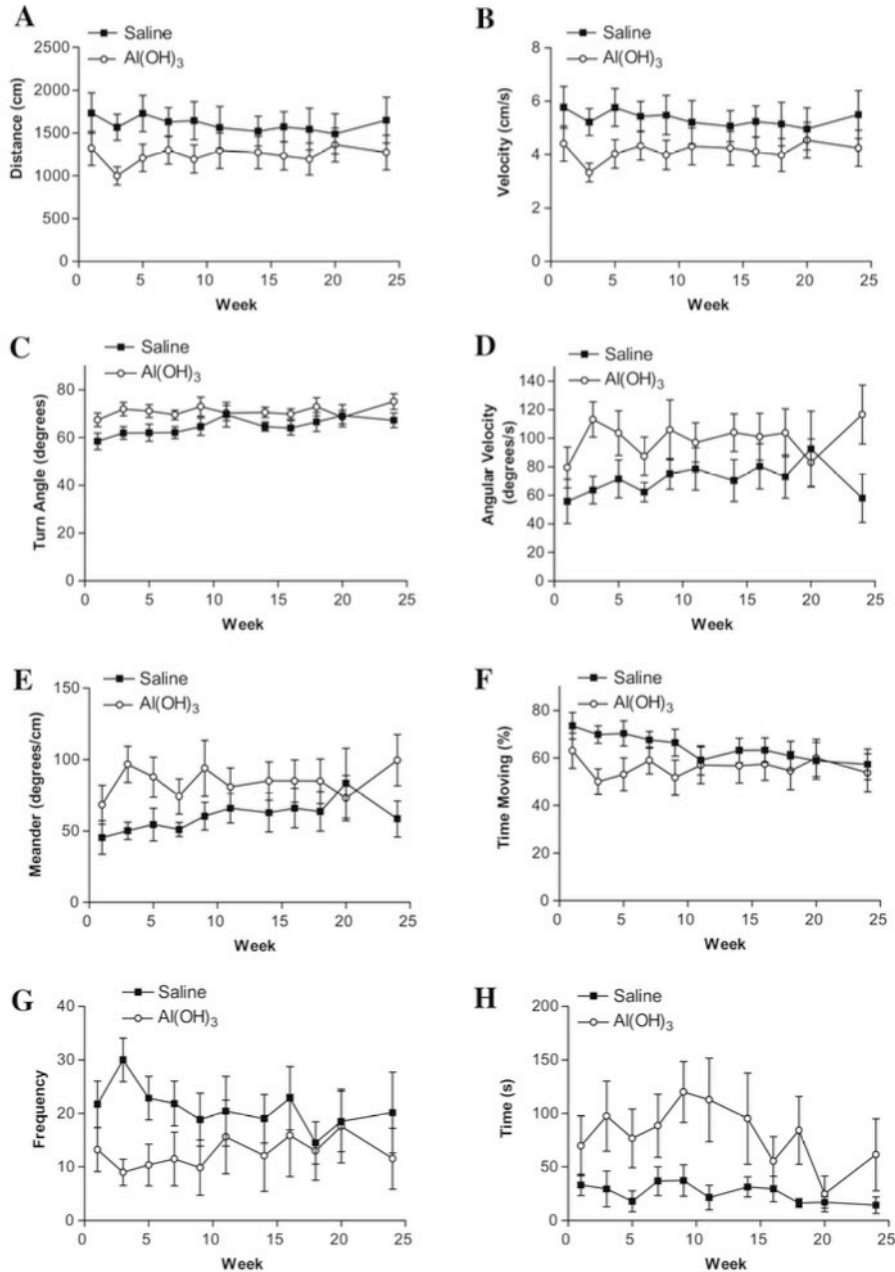 A
Saline
Al(OH)3
Distance (cm)
2500
2000
1500
1000
500
0
0 5 10 15 20 25
Week
B
Saline
Al(OH)3
Velocity (cm/s)
8
6
4
2
0
0 5 10 15 20 25
Week
C
Saline
Al(OH)3
Turn Angle (degrees)
80
60
40
20
0
0 5 10 15 20 25
Week
D
Saline
Al(OH)3
Angular Velocity
(degrees/s)
140
120
100
80
60
40
20
0
0 5 10 15 20 25
Week
E
Saline
Al(OH)3
Meander (degrees/cm)
150
100
50
0
0 5 10 15 20 25
Week
F
Saline
Al(OH)3
Time Moving (%)
80
60
40
20
0
0 5 10 15 20 25
Week
G
Saline
Al(OH)3
Frequency
40
30
20
10
0
0 5 10 15 20 25
Week
H
Saline
Al(OH)3
Time (s)
200
150
100
50
0
0 5 10 15 20 25
Week